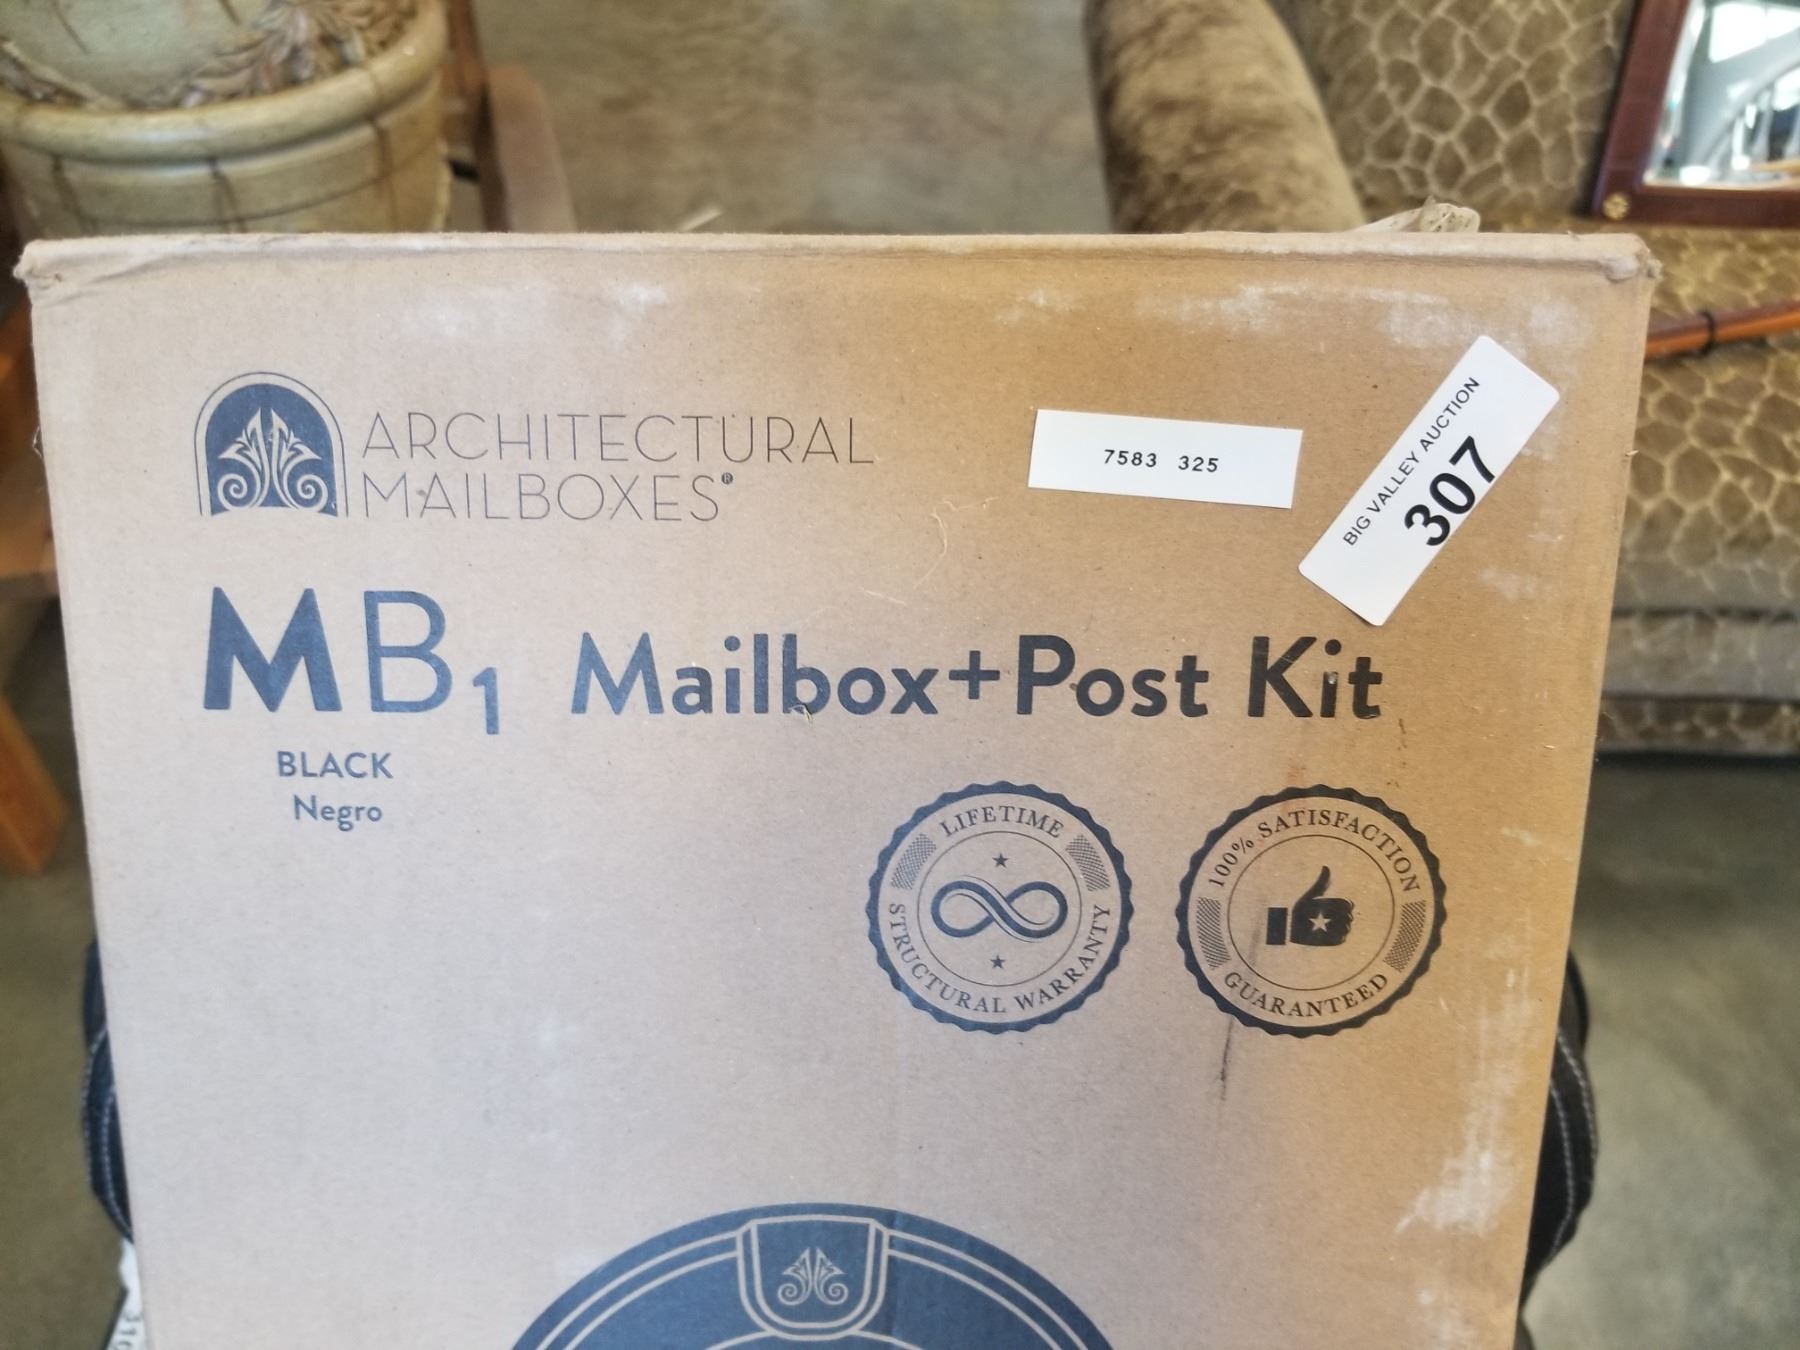 ARCHITECTURAL
MAILBOXES®
7583 325
BIG VALLEY AUCTION
307
MB1 Mailbox+Post Kit
BLACK
Negro
LIFETIME
STRUCTURAL WARRANTY
100% SATISFACTION
GUARANTEED